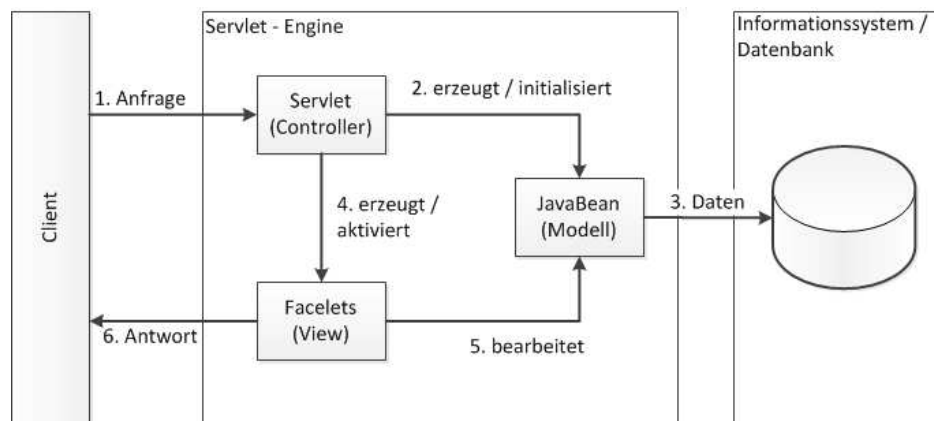 Servlet - Engine
Informationssystem /
Datenbank
1. Anfrage
Servlet
(Controller)
2. erzeugt / initialisiert
Client
4. erzeugt /
aktiviert
JavaBean
(Modell)
3. Daten
Facelets
(View)
6. Antwort
5. bearbeitet